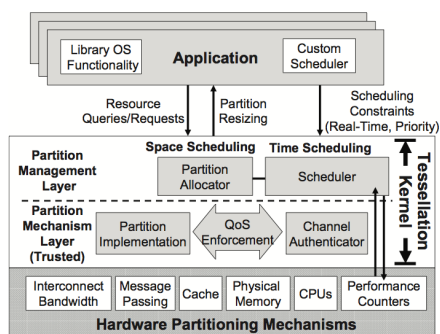 Library OS
Functionality
Application
Custom
Scheduler
Resource
Queries/Requests
Partition
Resizing
Scheduling
Constraints
(Real-Time, Priority)
Partition
Management
Layer
Space Scheduling
Time Scheduling
Partition
Allocator
Scheduler
Tessellation
Kernel
Partition
Mechanism
Layer
(Trusted)
Partition
Implementation
QoS
Enforcement
Channel
Authenticator
Interconnect
Bandwidth
Message
Passing
Cache
Physical
Memory
CPUs
Performance
Counters
Hardware Partitioning Mechanisms